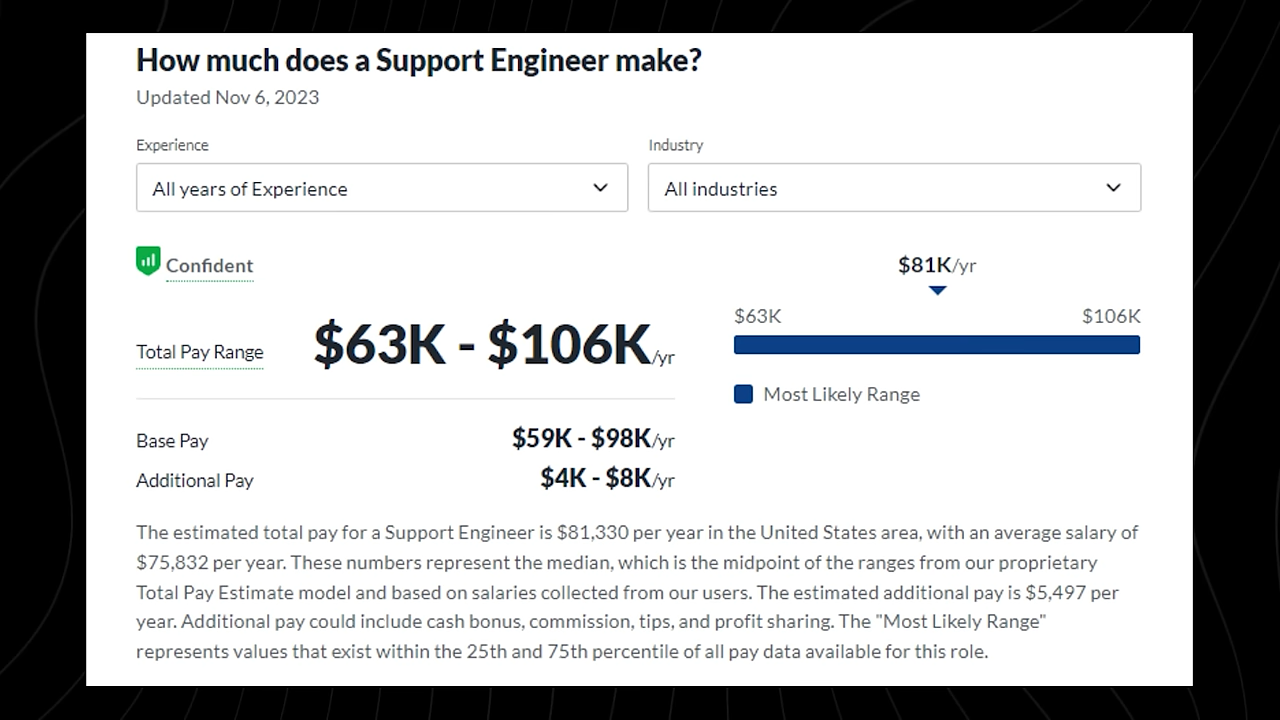 How much does a Support Engineer make?
Updated Nov 6, 2023
Experience
Industry
All years of Experience
All industries
Confident
$81K/yr
$63K
$106K
Total Pay Range
$63K - $106K/yr
Most Likely Range
Base Pay
$59K - $98K/yr
Additional Pay
$4K - $8K/yr
The estimated total pay for a Support Engineer is $81,330 per year in the United States area, with an average salary of
$75,832 per year. These numbers represent the median, which is the midpoint of the ranges from our proprietary
Total Pay Estimate model and based on salaries collected from our users. The estimated additional pay is $5,497 per
year. Additional pay could include cash bonus, commission, tips, and profit sharing. The "Most Likely Range"
represents values that exist within the 25th and 75th percentile of all pay data available for this role.